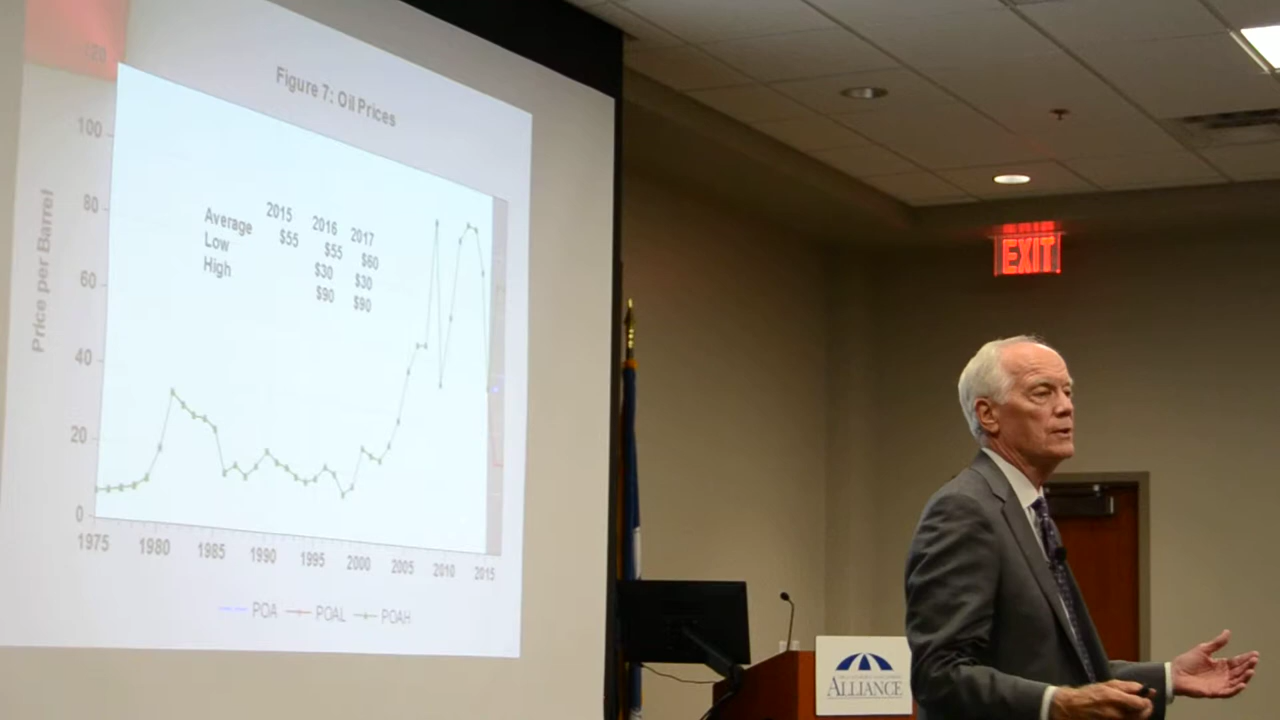 Figure 7: Oil Prices
120
100
80
60
40
20
0
Price per Barrel
2015 2016 2017
Average $55 $55 $60
Low $30 $30
High $90 $90
1975 1980 1985 1990 1995 2000 2005 2010 2015
POA POAL POAH
EXIT
ALLIANCE